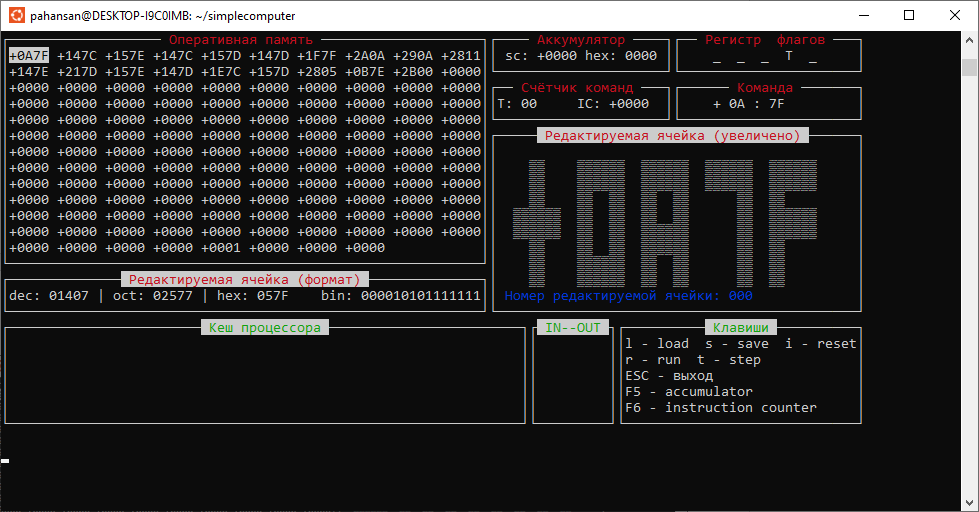 pahansan@DESKTOP-I9C0IMB: ~/simplecomputer
Оперативная память
+0A7F +147C +157E +147C +157D +147D +1F7F +2A0A +290A +2811
+147E +217D +157E +147D +1E7C +157D +2805 +0B7E +2B00 +0000
+0000 +0000 +0000 +0000 +0000 +0000 +0000 +0000 +0000 +0000
+0000 +0000 +0000 +0000 +0000 +0000 +0000 +0000 +0000 +0000
+0000 +0000 +0000 +0000 +0000 +0000 +0000 +0000 +0000 +0000
+0000 +0000 +0000 +0000 +0000 +0000 +0000 +0000 +0000 +0000
+0000 +0000 +0000 +0000 +0000 +0000 +0000 +0000 +0000 +0000
+0000 +0000 +0000 +0000 +0000 +0000 +0000 +0000 +0000 +0000
+0000 +0000 +0000 +0000 +0000 +0000 +0000 +0000 +0000 +0000
+0000 +0000 +0000 +0000 +0000 +0000 +0000 +0000 +0000 +0000
+0000 +0000 +0000 +0000 +0000 +0000 +0000 +0000 +0000 +0000
+0000 +0000 +0000 +0000 +0000 +0000 +0000 +0000 +0000 +0000
+0000 +0000 +0000 +0000 +0001 +0000 +0000 +0000
Аккумулятор
sc: +0000 hex: 0000
Регистр флагов
_ _ _ T _
Счётчик команд
T: 00 IC: +0000
Команда
+ 0A : 7F
Редактируемая ячейка (увеличено)
+0A7F
Номер редактируемой ячейки: 000
Редактируемая ячейка (формат)
dec: 01407 | oct: 02577 | hex: 057F bin: 000010101111111
Кеш процессора
IN--OUT
Клавиши
l - load s - save i - reset
r - run t - step
ESC - выход
F5 - accumulator
F6 - instruction counter